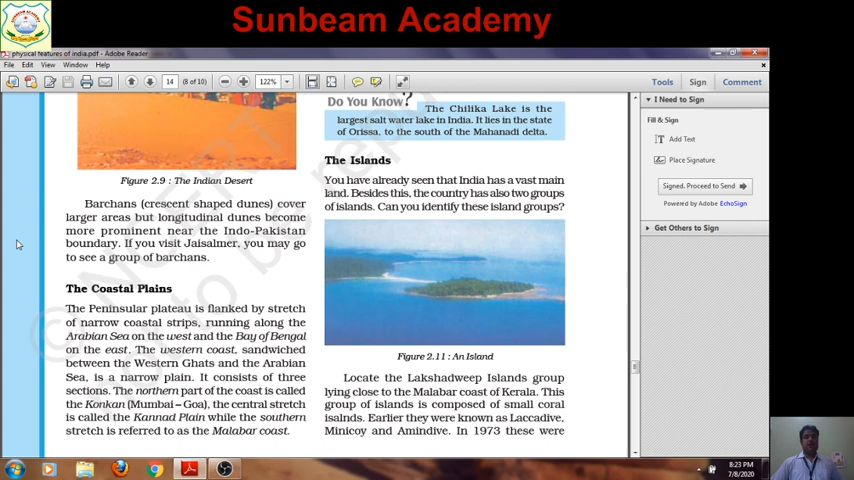 Sunbeam Academy
physical features of india.pdf - Adobe Reader
File Edit View Window Help
14 (8 of 10) 122%
Tools Sign Comment
The Chilika Lake is the
Do You Know?
largest salt water lake in India. It lies in the state
of Orissa, to the south of the Mahanadi delta.
Figure 2.9 : The Indian Desert
Barchans (crescent shaped dunes) cover
larger areas but longitudinal dunes become
more prominent near the Indo-Pakistan
boundary. If you visit Jaisalmer, you may go
to see a group of barchans.
The Coastal Plains
The Peninsular plateau is flanked by stretch
of narrow coastal strips, running along the
Arabian Sea on the west and the Bay of Bengal
on the east. The western coast, sandwiched
between the Western Ghats and the Arabian
Sea, is a narrow plain. It consists of three
sections. The northern part of the coast is called
the Konkan (Mumbai – Goa), the central stretch
is called the Kannad Plain while the southern
stretch is referred to as the Malabar coast.
The Islands
You have already seen that India has a vast main
land. Besides this, the country has also two groups
of islands. Can you identify these island groups?
Figure 2.11 : An Island
Locate the Lakshadweep Islands group
lying close to the Malabar coast of Kerala. This
group of islands is composed of small coral
isalnds. Earlier they were known as Laccadive,
Minicoy and Amindive. In 1973 these were
© NCERT
I Need to Sign
Fill & Sign
Add Text
Place Signature
Signed. Proceed to Send
Powered by Adobe EchoSign
Get Others to Sign
8:23 PM
7/8/2020